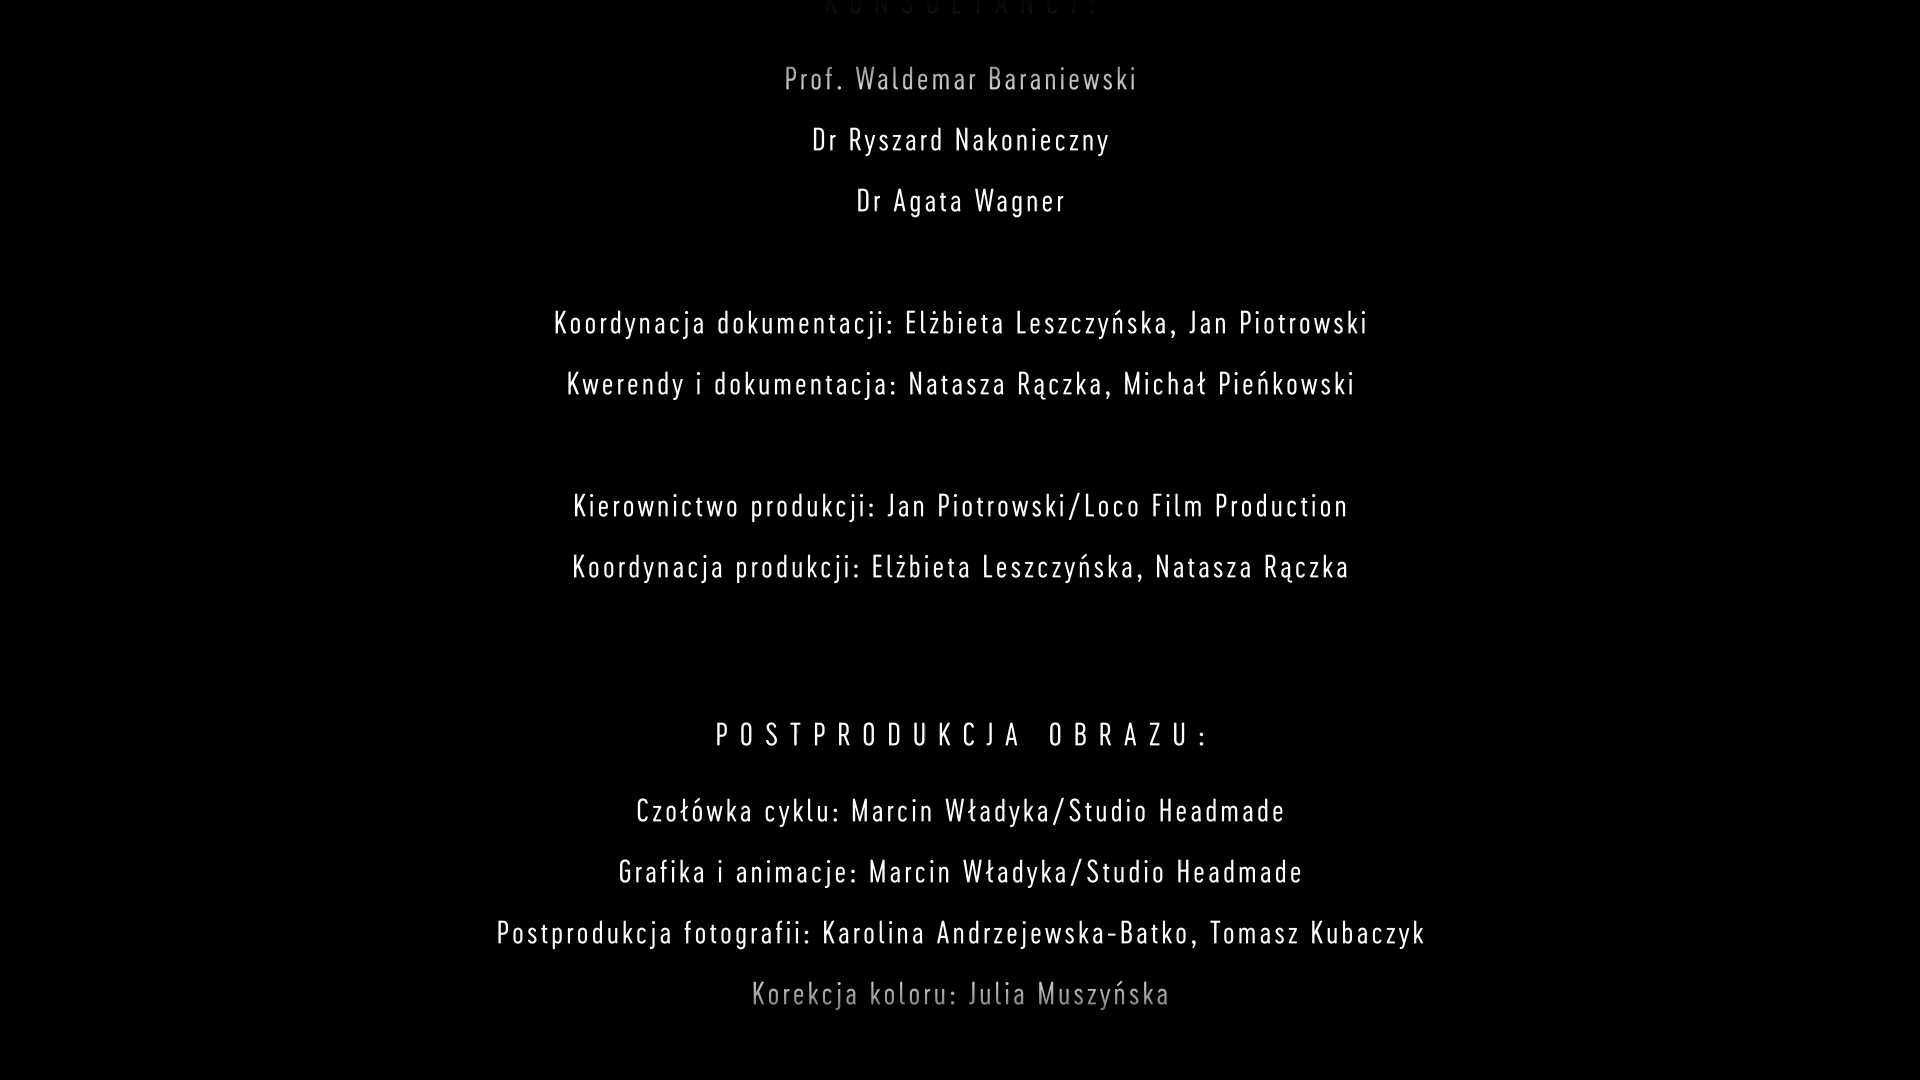 KONSULTANCI:
Prof. Waldemar Baraniewski
Dr Ryszard Nakonieczny
Dr Agata Wagner
Koordynacja dokumentacji: Elżbieta Leszczyńska, Jan Piotrowski
Kwerendy i dokumentacja: Natasza Rączka, Michał Pieńkowski
Kierownictwo produkcji: Jan Piotrowski/Loco Film Production
Koordynacja produkcji: Elżbieta Leszczyńska, Natasza Rączka
POSTPRODUKCJA OBRAZU:
Czołówka cyklu: Marcin Władyka/Studio Headmade
Grafika i animacje: Marcin Władyka/Studio Headmade
Postprodukcja fotografii: Karolina Andrzejewska-Batko, Tomasz Kubaczyk
Korekcja koloru: Julia Muszyńska